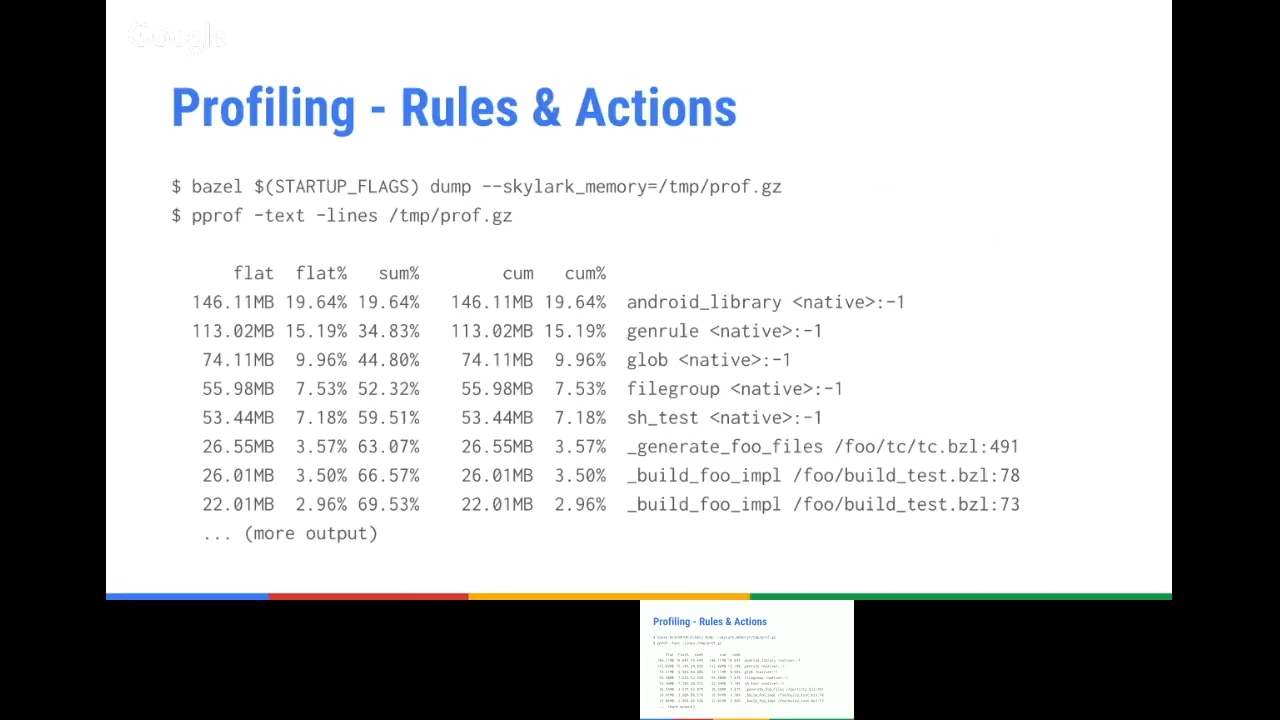 Google
Profiling - Rules & Actions
$ bazel $(STARTUP_FLAGS) dump --skylark_memory=/tmp/prof.gz
$ pprof -text -lines /tmp/prof.gz
flat flat% sum% cum cum%
146.11MB 19.64% 19.64% 146.11MB 19.64% android_library <native>:-1
113.02MB 15.19% 34.83% 113.02MB 15.19% genrule <native>:-1
74.11MB 9.96% 44.80% 74.11MB 9.96% glob <native>:-1
55.98MB 7.53% 52.32% 55.98MB 7.53% filegroup <native>:-1
53.44MB 7.18% 59.51% 53.44MB 7.18% sh_test <native>:-1
26.55MB 3.57% 63.07% 26.55MB 3.57% _generate_foo_files /foo/tc/tc.bzl:491
26.01MB 3.50% 66.57% 26.01MB 3.50% _build_foo_impl /foo/build_test.bzl:78
22.01MB 2.96% 69.53% 22.01MB 2.96% _build_foo_impl /foo/build_test.bzl:73
... (more output)
Profiling - Rules & Actions